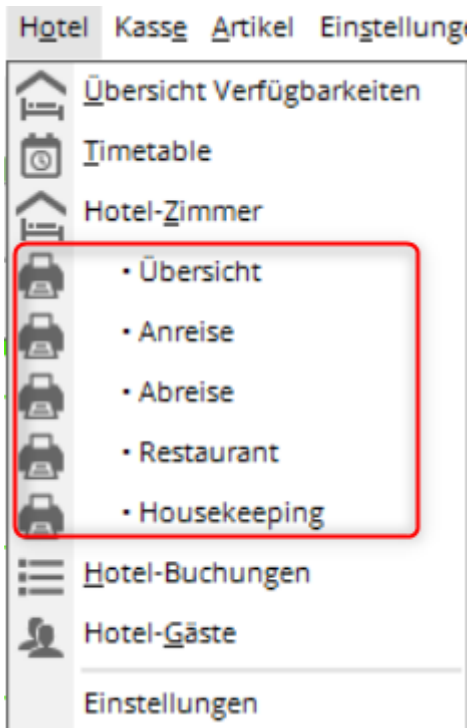 Hotel Kasse Artikel Einstellunge
Übersicht Verfügbarkeiten
Timetable
Hotel-Zimmer
• Übersicht
• Anreise
• Abreise
• Restaurant
• Housekeeping
Hotel-Buchungen
Hotel-Gäste
Einstellungen